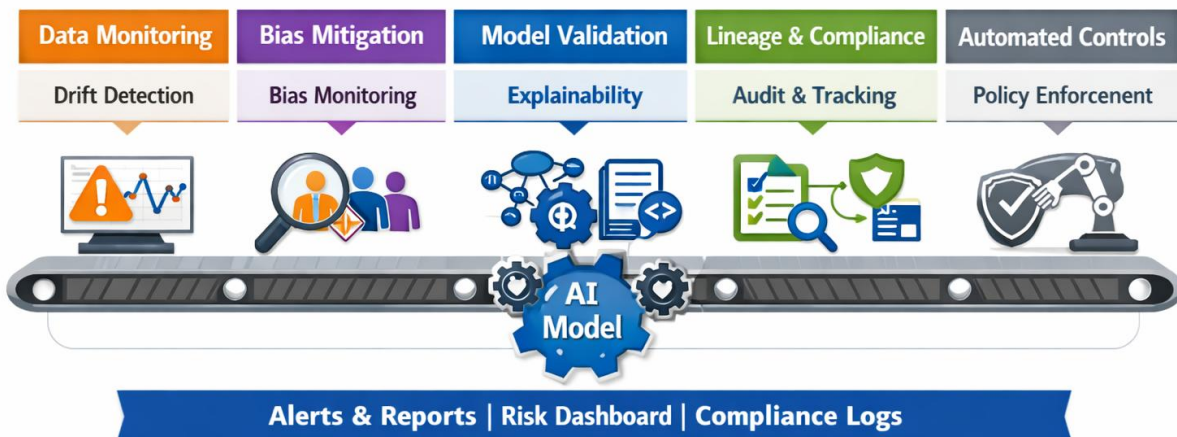 Data Monitoring
Bias Mitigation
Model Validation
Lineage & Compliance
Automated Controls
Drift Detection
Bias Monitoring
Explainability
Audit & Tracking
Policy Enforcenent
AI
Model
Alerts & Reports | Risk Dashboard | Compliance Logs